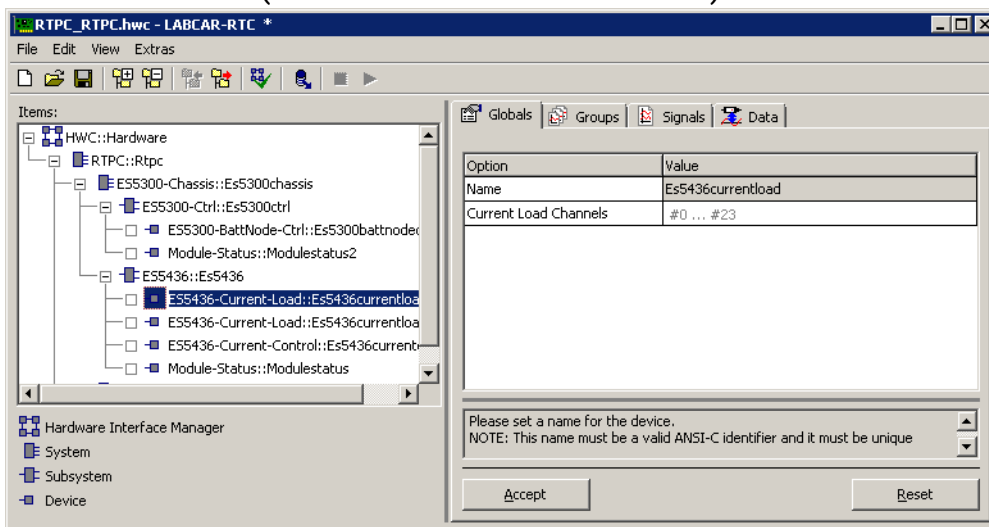 RTPC_RTPC.hwc - LABCAR-RTC *
File Edit View Extras
Items:
HWC::Hardware
RTPC::Rtpc
ES5300-Chassis::Es5300chassis
ES5300-Ctrl::Es5300ctrl
ES5300-BattNode-Ctrl::Es5300battnodec
Module-Status::Modulestatus2
ES5436::Es5436
ES5436-Current-Load::Es5436currentloa
ES5436-Current-Load::Es5436currentloa
ES5436-Current-Control::Es5436current
Module-Status::Modulestatus
Hardware Interface Manager
System
Subsystem
Device
Globals Groups Signals Data
Option Value
Name Es5436currentload
Current Load Channels #0 ... #23
Please set a name for the device.
NOTE: This name must be a valid ANSI-C identifier and it must be unique
Accept Reset